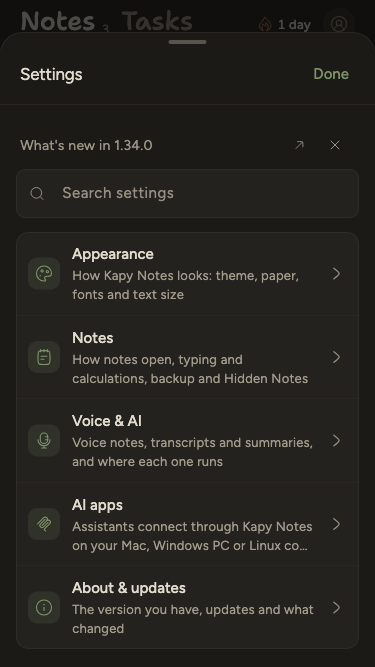 Notes 3 Tasks
1 day
Settings
Done
What's new in 1.34.0
Search settings
Appearance
How Kapy Notes looks: theme, paper,
fonts and text size
Notes
How notes open, typing and
calculations, backup and Hidden Notes
Voice & AI
Voice notes, transcripts and summaries,
and where each one runs
AI apps
Assistants connect through Kapy Notes
on your Mac, Windows PC or Linux co...
About & updates
The version you have, updates and what
changed